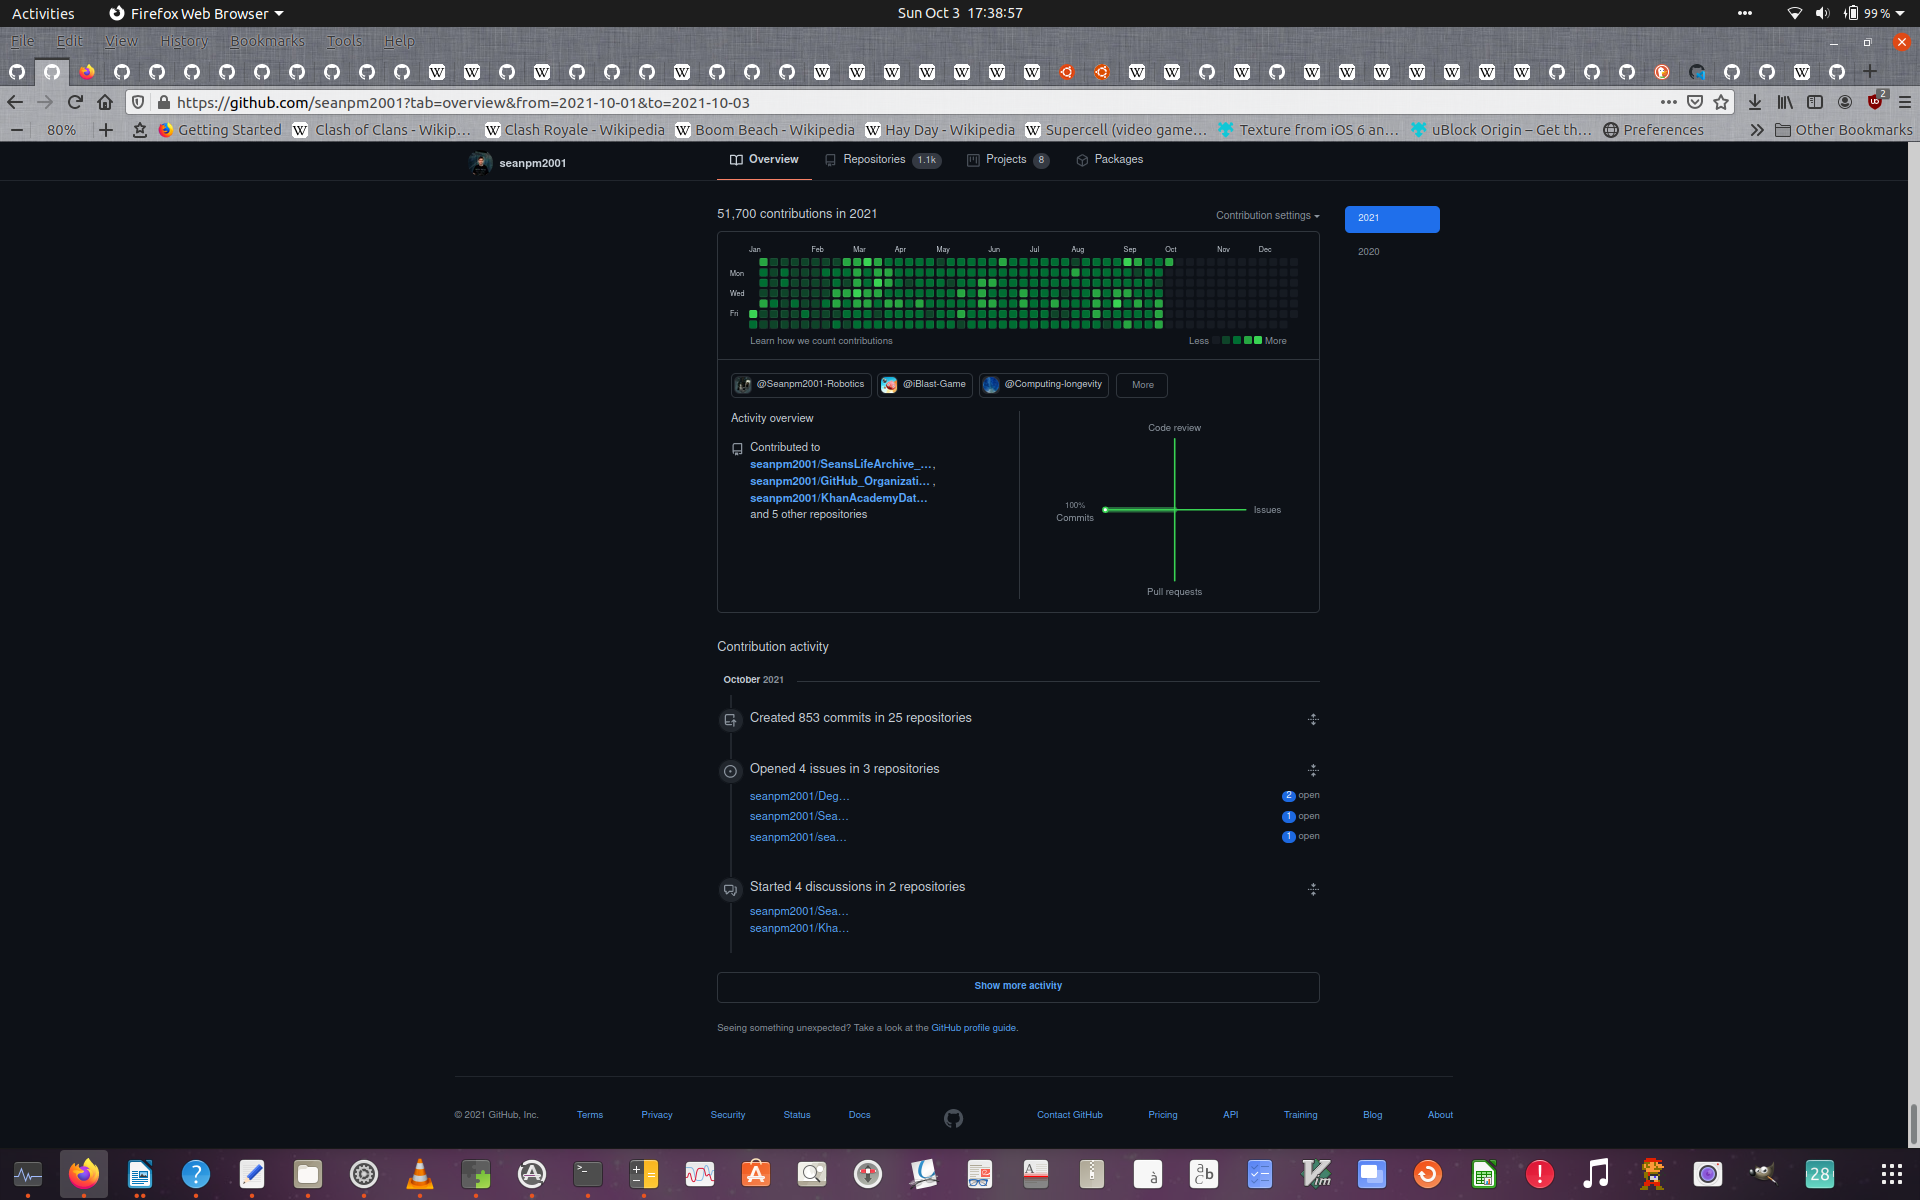 Activities
Firefox Web Browser
Sun Oct 3 17:38:57
99 %
File Edit View History Bookmarks Tools Help
https://github.com/seanpm2001?tab=overview&from=2021-10-01&to=2021-10-03
2
80%
Getting Started
Clash of Clans - Wikip…
Clash Royale - Wikipedia
Boom Beach - Wikipedia
Hay Day - Wikipedia
Supercell (video game…
Texture from iOS 6 an…
uBlock Origin – Get th…
Preferences
Other Bookmarks
seanpm2001
Overview
Repositories 1.1k
Projects 8
Packages
51,700 contributions in 2021
Contribution settings
2021
2020
Jan Feb Mar Apr May Jun Jul Aug Sep Oct Nov Dec
Mon
Wed
Fri
Learn how we count contributions
Less More
@Seanpm2001-Robotics
@iBlast-Game
@Computing-longevity
More
Activity overview
Contributed to
seanpm2001/SeansLifeArchive_…,
seanpm2001/GitHub_Organizati… ,
seanpm2001/KhanAcademyDat…
and 5 other repositories
Code review
100%
Commits
Issues
Pull requests
Contribution activity
October 2021
Created 853 commits in 25 repositories
Opened 4 issues in 3 repositories
seanpm2001/Deg… 2 open
seanpm2001/Sea… 1 open
seanpm2001/sea… 1 open
Started 4 discussions in 2 repositories
seanpm2001/Sea…
seanpm2001/Kha…
Show more activity
Seeing something unexpected? Take a look at the GitHub profile guide.
© 2021 GitHub, Inc. Terms Privacy Security Status Docs Contact GitHub Pricing API Training Blog About
28